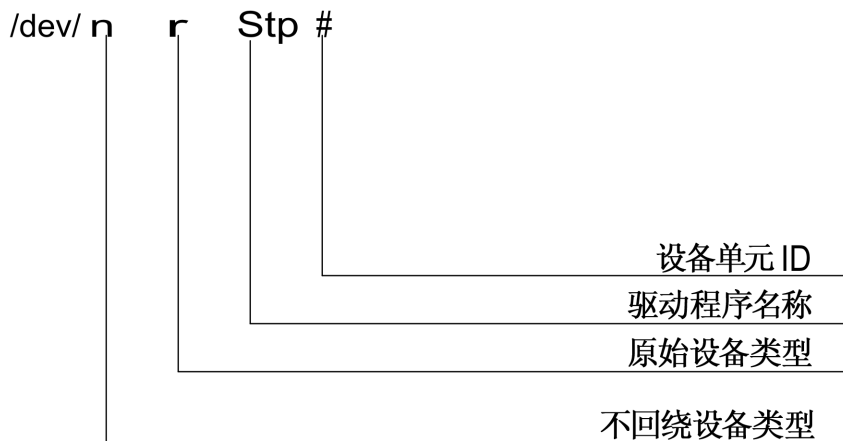 /dev/ n r Stp #
设备单元 ID
驱动程序名称
原始设备类型
不回绕设备类型